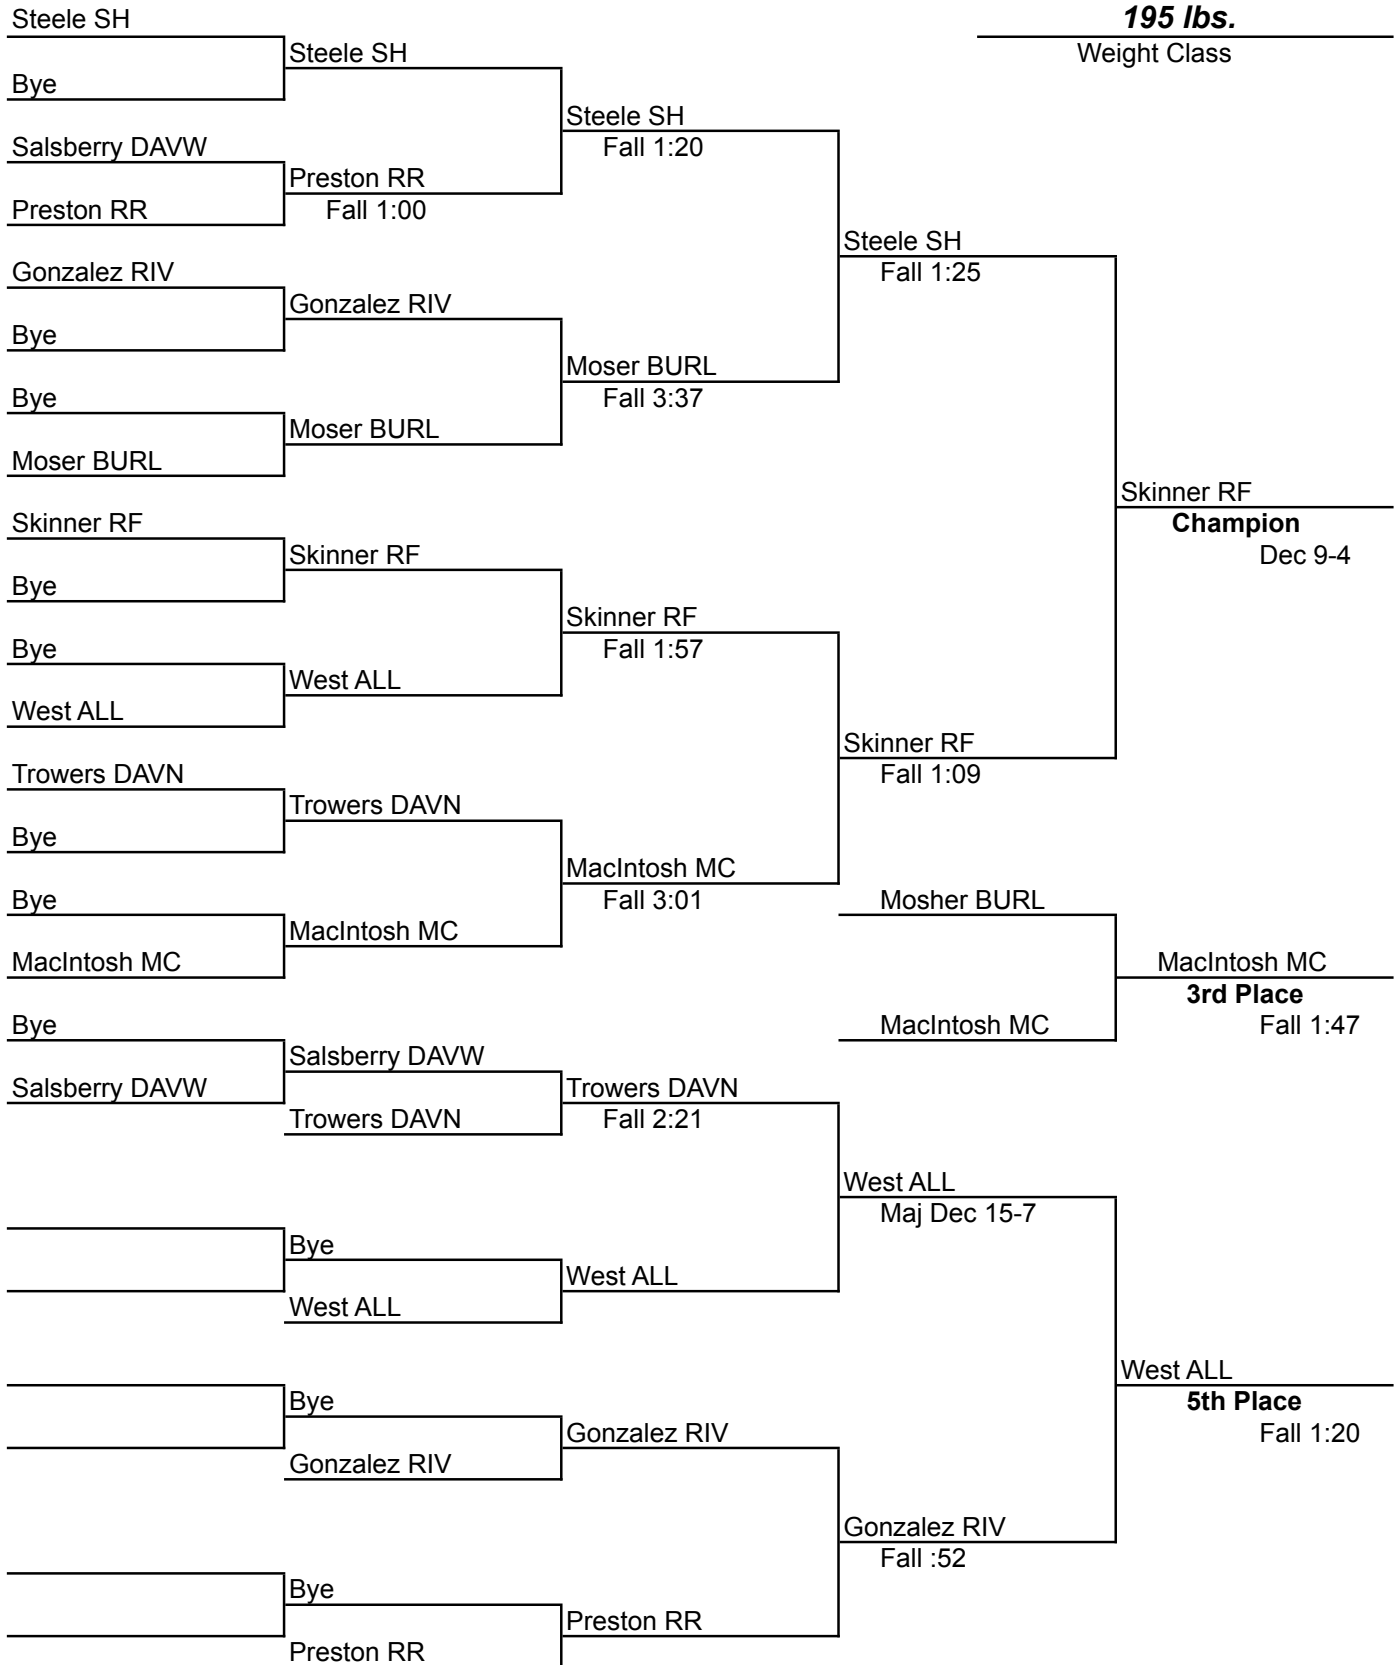 Steele SH
195 lbs.
Steele SH
Weight Class
Bye
Steele SH
Salsberry DAVW
Fall 1:20
Preston RR
Preston RR
Fall 1:00
Steele SH
Gonzalez RIV
Fall 1:25
Gonzalez RIV
Bye
Moser BURL
Bye
Fall 3:37
Moser BURL
Moser BURL
Skinner RF
Skinner RF
Champion
Skinner RF
Dec 9-4
Bye
Skinner RF
Bye
Fall 1:57
West ALL
West ALL
Skinner RF
Trowers DAVN
Fall 1:09
Trowers DAVN
Bye
MacIntosh MC
Bye
Fall 3:01
Mosher BURL
MacIntosh MC
MacIntosh MC
MacIntosh MC
3rd Place
Bye
MacIntosh MC
Fall 1:47
Salsberry DAVW
Salsberry DAVW
Trowers DAVN
Trowers DAVN
Fall 2:21
West ALL
Maj Dec 15-7
Bye
West ALL
West ALL
West ALL
Bye
5th Place
Gonzalez RIV
Fall 1:20
Gonzalez RIV
Gonzalez RIV
Fall :52
Bye
Preston RR
Preston RR